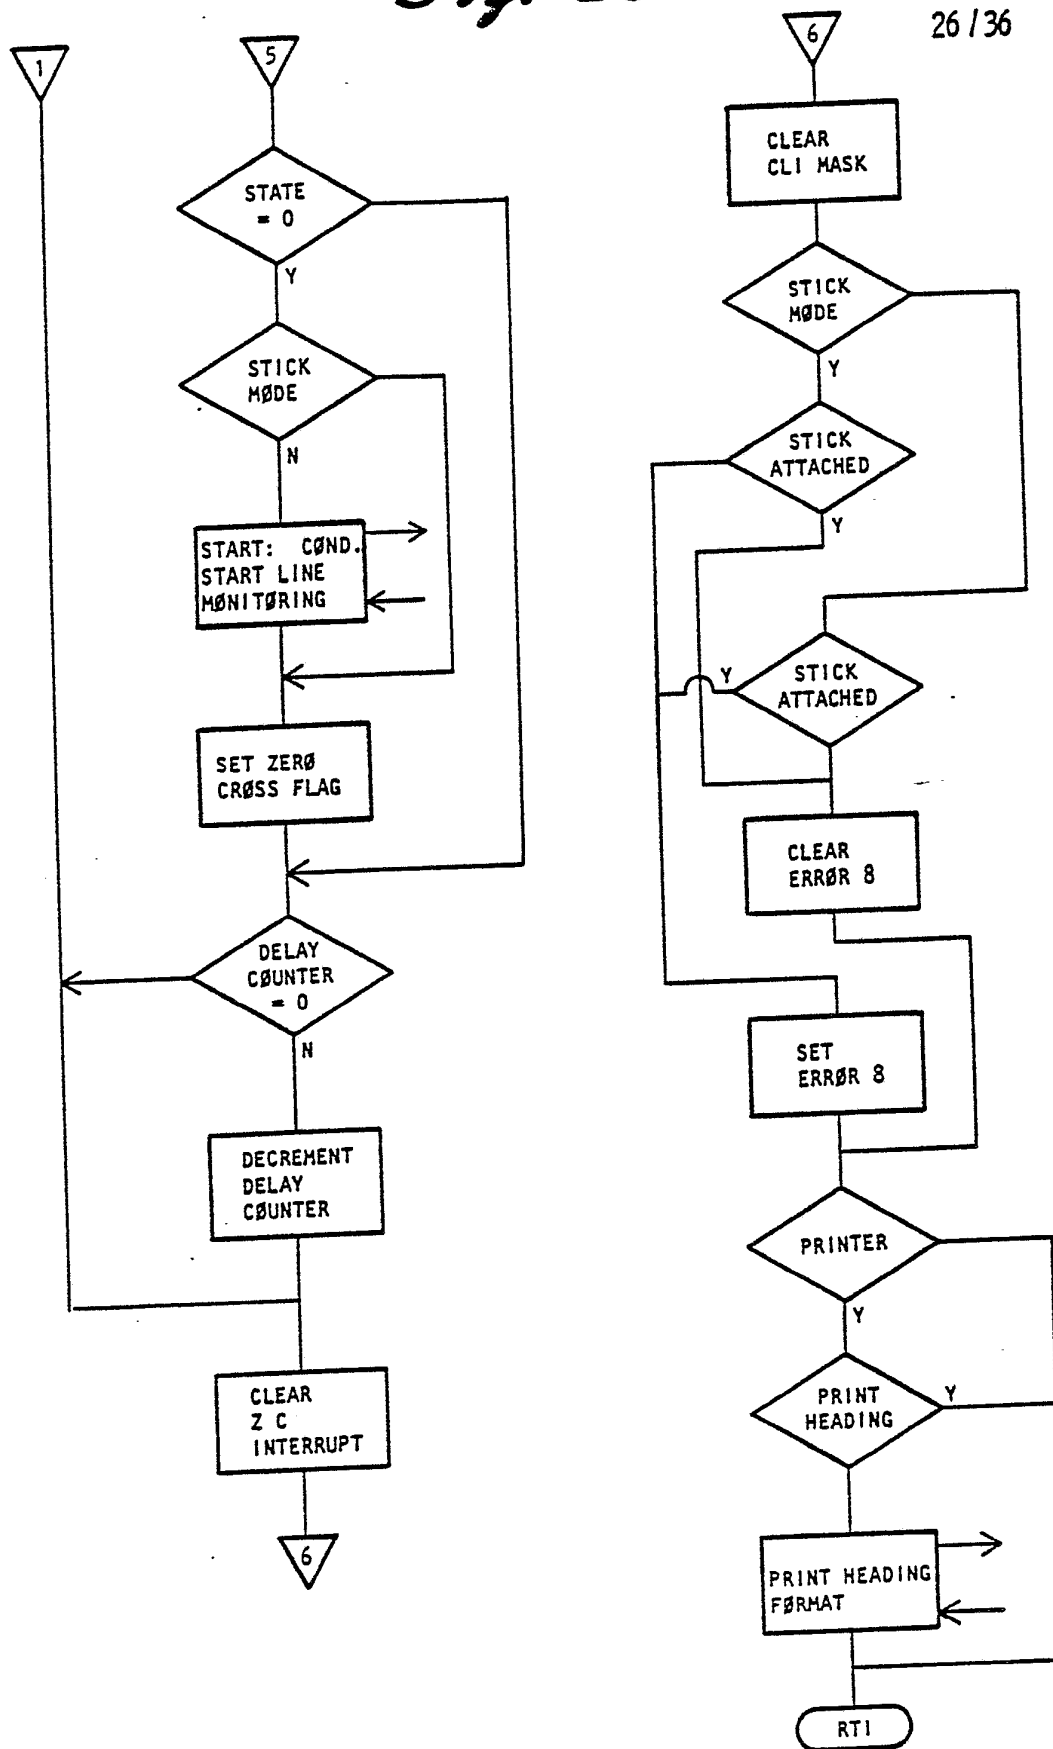 26/36
1
5
STATE
= 0
Y
STICK
MØDE
N
START: CØND.
START LINE
MØNITØRING
SET ZERØ
CRØSS FLAG
DELAY
CØUNTER
= 0
N
DECREMENT
DELAY
CØUNTER
CLEAR
Z C
INTERRUPT
6
6
CLEAR
CLI MASK
STICK
MØDE
Y
STICK
ATTACHED
Y
Y
STICK
ATTACHED
CLEAR
ERRØR 8
SET
ERRØR 8
PRINTER
Y
PRINT
HEADING
Y
PRINT HEADING
FØRMAT
RTI